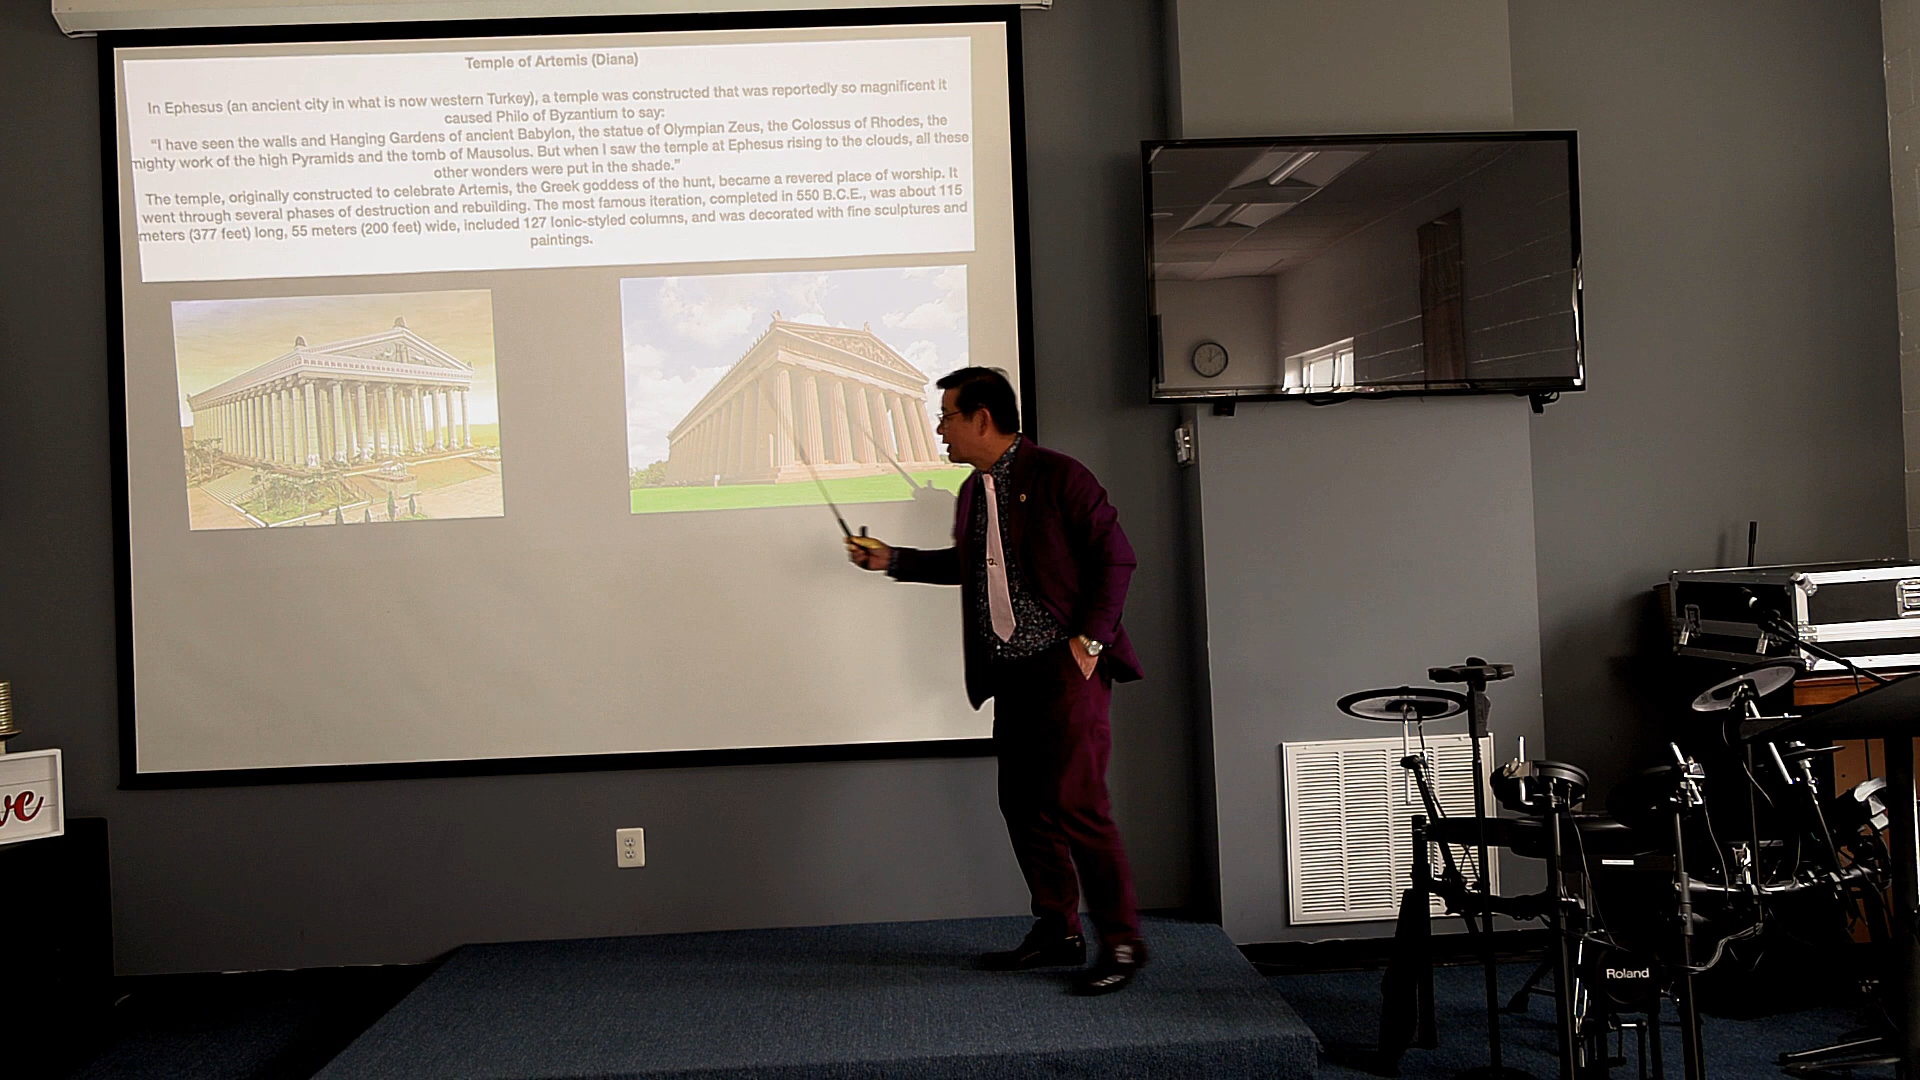 Temple of Artemis (Diana)
In Ephesus (an ancient city in what is now western Turkey), a temple was constructed that was reportedly so magnificent it
caused Philo of Byzantium to say:
"I have seen the walls and Hanging Gardens of ancient Babylon, the statue of Olympian Zeus, the Colossus of Rhodes, the
mighty work of the high Pyramids and the tomb of Mausolus. But when I saw the temple at Ephesus rising to the clouds, all these
other wonders were put in the shade."
The temple, originally constructed to celebrate Artemis, the Greek goddess of the hunt, became a revered place of worship. It
went through several phases of destruction and rebuilding. The most famous iteration, completed in 550 B.C.E., was about 115
meters (377 feet) long, 55 meters (200 feet) wide, included 127 Ionic-styled columns, and was decorated with fine sculptures and
paintings.
ve
Roland